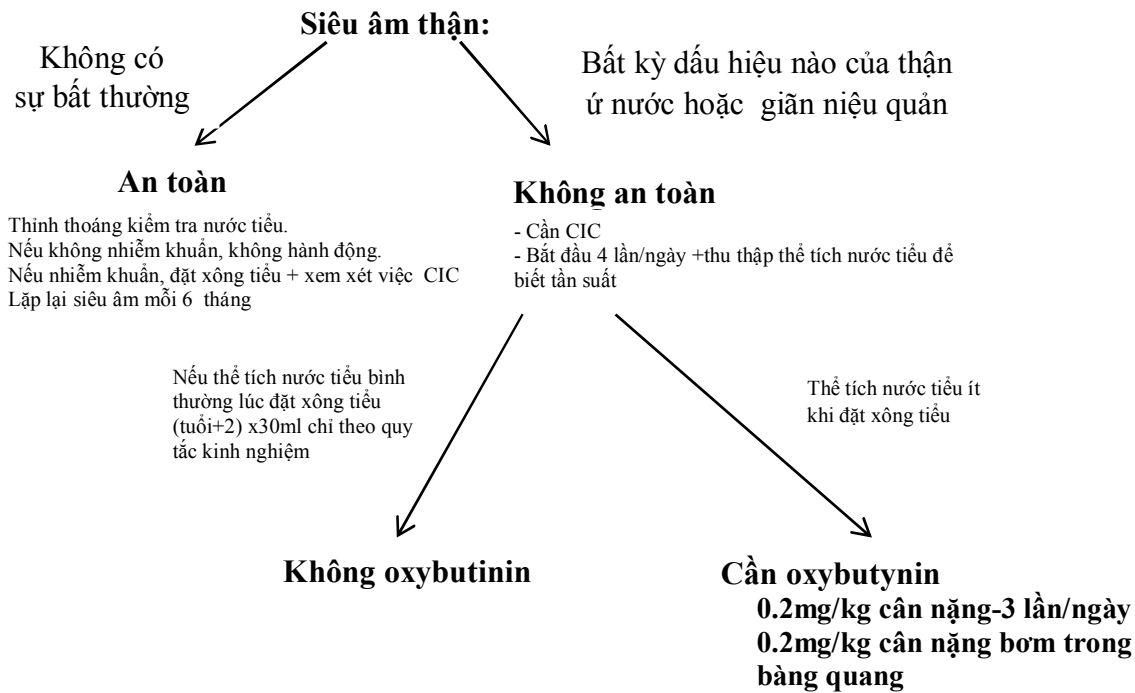 Siêu âm thận:
Không có
sự bất thường
Bất kỳ dấu hiệu nào của thận
ứ nước hoặc giãn niệu quản
An toàn
Thỉnh thoáng kiểm tra nước tiểu.
Nếu không nhiễm khuẩn, không hành động.
Nếu nhiễm khuẩn, đặt xông tiểu + xem xét việc CIC
Lặp lại siêu âm mỗi 6 tháng
Không an toàn
- Cần CIC
- Bắt đầu 4 lần/ngày +thu thập thể tích nước tiểu để
biết tần suất
Nếu thể tích nước tiểu bình
thường lúc đặt xông tiểu
(tuổi+2) x30ml chỉ theo quy
tắc kinh nghiệm
Thể tích nước tiểu ít
khi đặt xông tiểu
Không oxybutinin
Cần oxybutynin
0.2mg/kg cân nặng-3 lần/ngày
0.2mg/kg cân nặng bơm trong
bàng quang